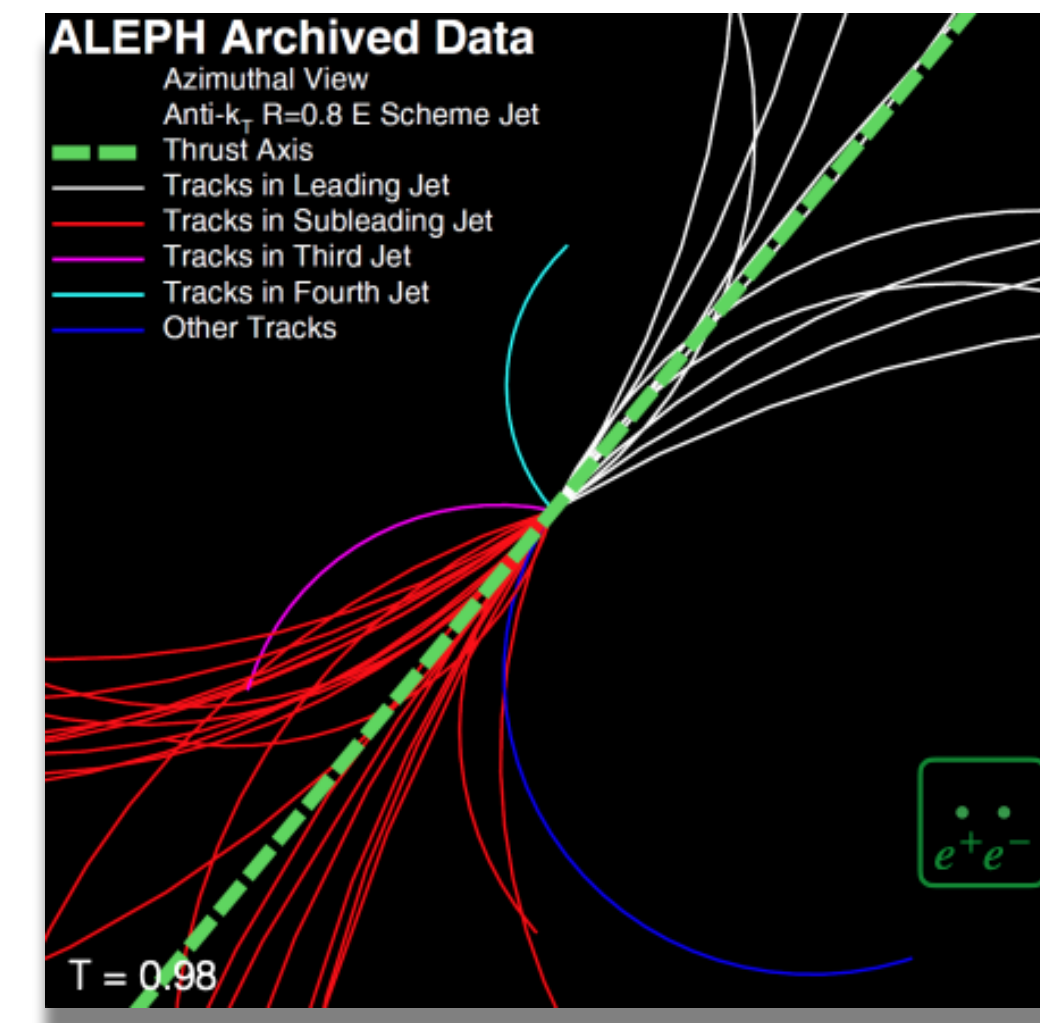 ALEPH Archived Data
Azimuthal View
Anti-k_T R=0.8 E Scheme Jet
Thrust Axis
Tracks in Leading Jet
Tracks in Subleading Jet
Tracks in Third Jet
Tracks in Fourth Jet
Other Tracks
e⁺e⁻
T = 0.98